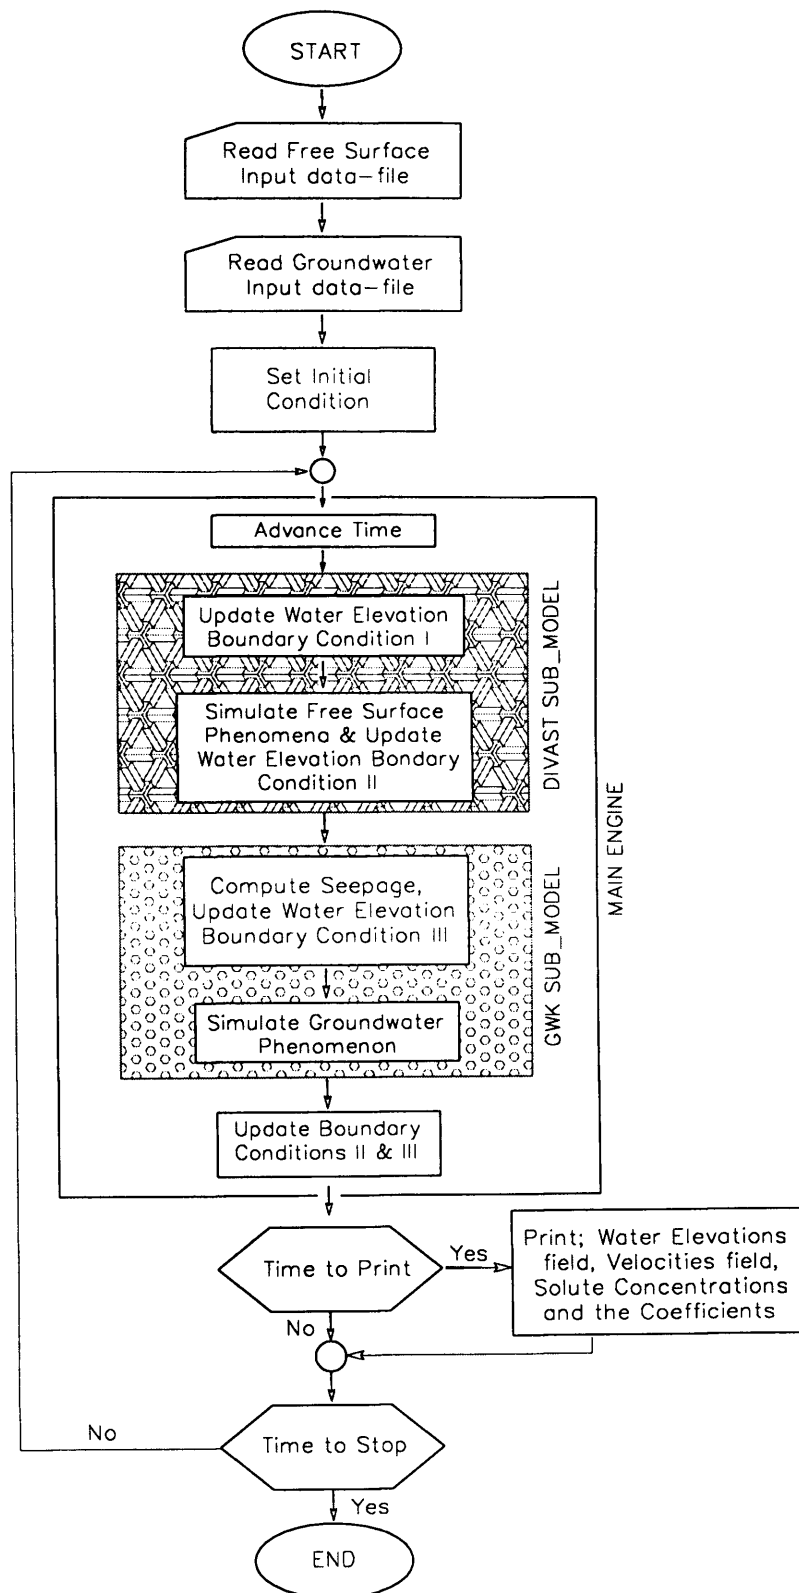 START
Read Free Surface
Input data-file
Read Groundwater
Input data-file
Set Initial
Condition
Advance Time
Update Water Elevation
Boundary Condition I
Simulate Free Surface
Phenomena & Update
Water Elevation Bondary
Condition II
DIVAST SUB_MODEL
Compute Seepage,
Update Water Elevation
Boundary Condition III
Simulate Groundwater
Phenomenon
GWK SUB_MODEL
MAIN ENGINE
Update Boundary
Conditions II & III
Time to Print
Yes
Print; Water Elevations
field, Velocities field,
Solute Concentrations
and the Coefficients
No
Time to Stop
No
Yes
END